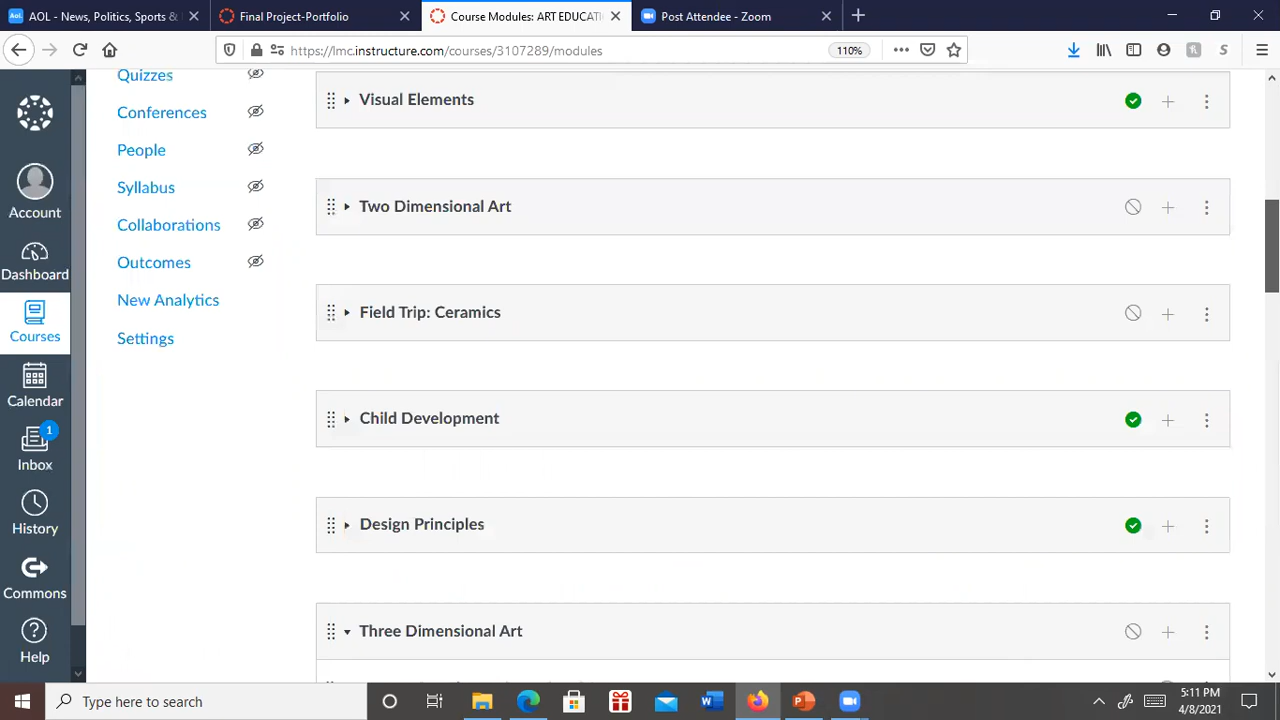 AOL - News, Politics, Sports &
Final Project-Portfolio
Course Modules: ART EDUCATI
Post Attendee - Zoom
https://lmc.instructure.com/courses/3107289/modules
110%
Account
Dashboard
Courses
Calendar
1
Inbox
History
Commons
Help
Quizzes
Conferences
People
Syllabus
Collaborations
Outcomes
New Analytics
Settings
Visual Elements
Two Dimensional Art
Field Trip: Ceramics
Child Development
Design Principles
Three Dimensional Art
Type here to search
5:11 PM
4/8/2021